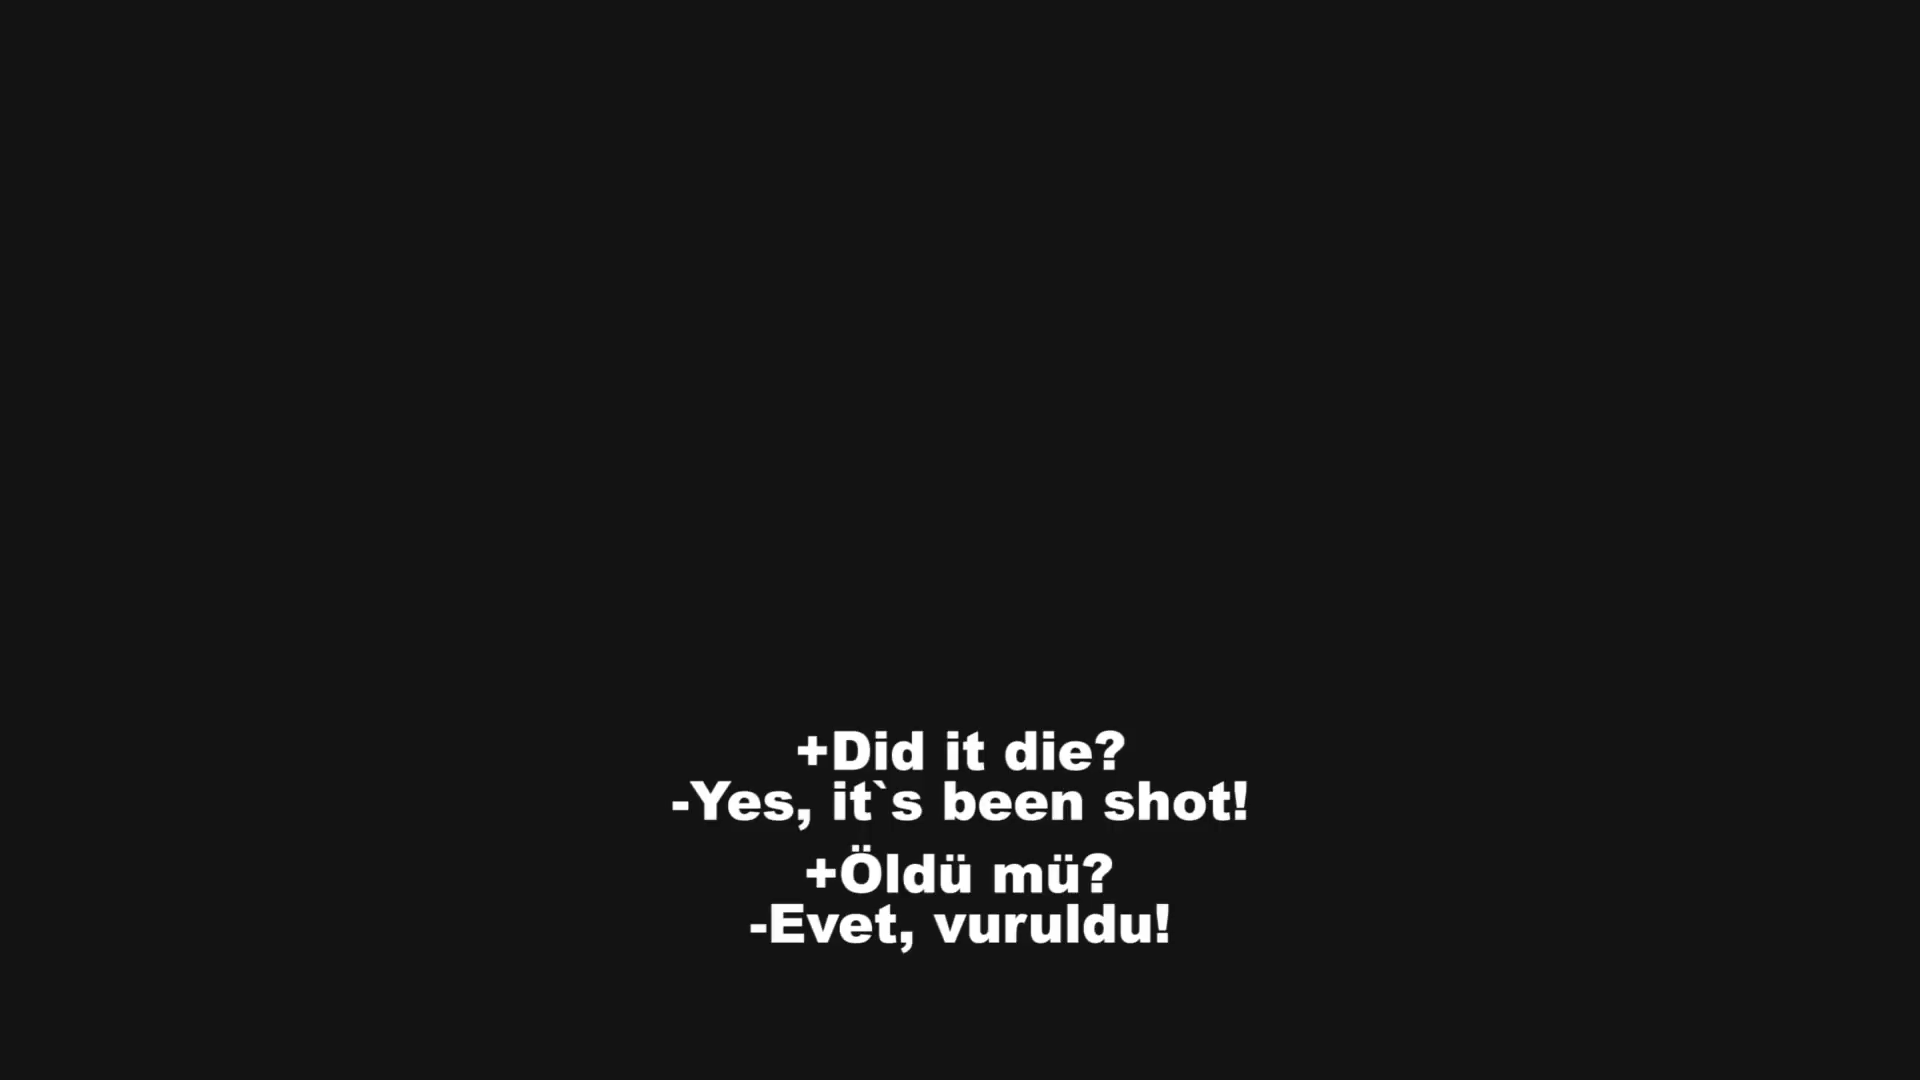 +Did it die?
-Yes, it`s been shot!
+Öldü mü?
-Evet, vuruldu!